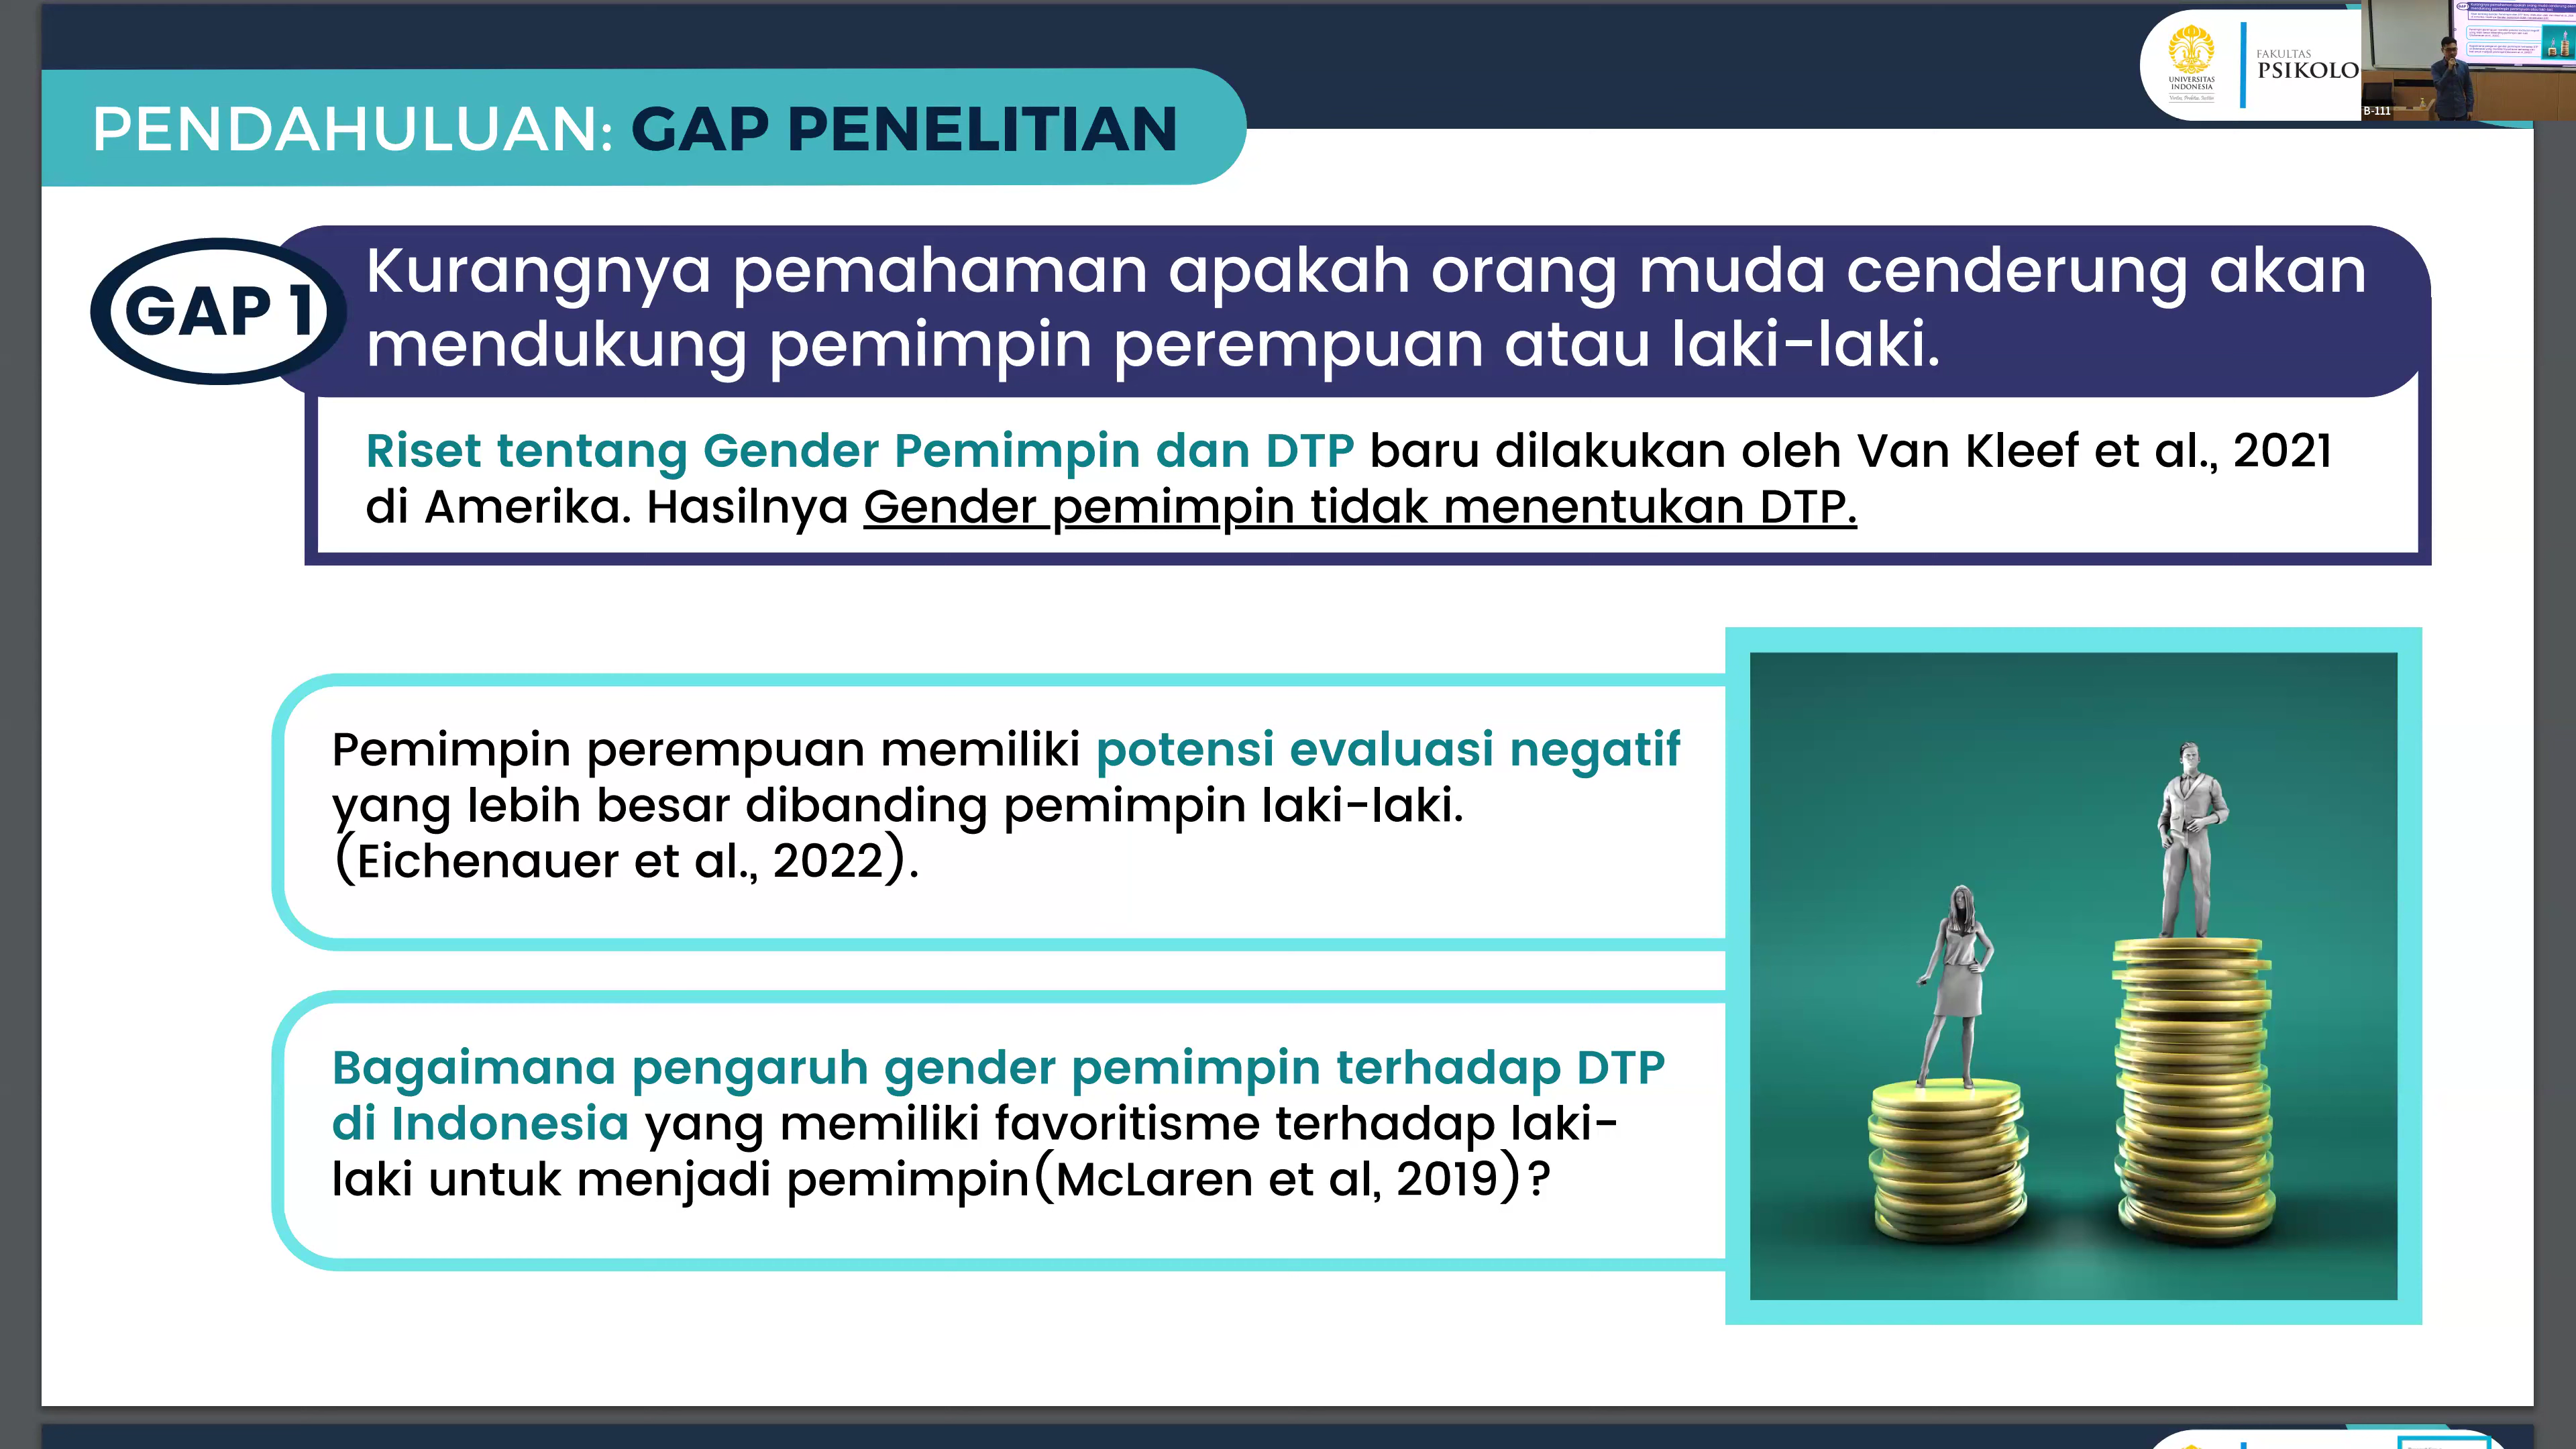 PENDAHULUAN: GAP PENELITIAN
UNIVERSITAS
INDONESIA
Veritas, Probitas, Iustitia
FAKULTAS
PSIKOLO
B-111
GAP 1
Kurangnya pemahaman apakah orang muda cenderung akan
mendukung pemimpin perempuan atau laki-laki.
Riset tentang Gender Pemimpin dan DTP baru dilakukan oleh Van Kleef et al., 2021
di Amerika. Hasilnya Gender pemimpin tidak menentukan DTP.
Pemimpin perempuan memiliki potensi evaluasi negatif
yang lebih besar dibanding pemimpin laki-laki.
(Eichenauer et al., 2022).
Bagaimana pengaruh gender pemimpin terhadap DTP
di Indonesia yang memiliki favoritisme terhadap laki-
laki untuk menjadi pemimpin(McLaren et al, 2019)?